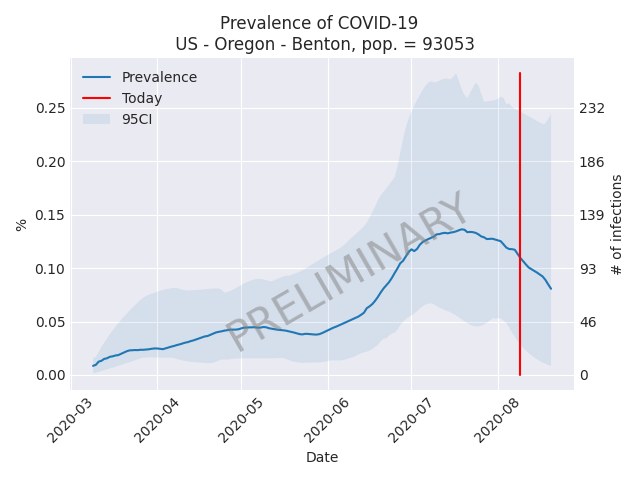 Prevalence of COVID-19
US - Oregon - Benton, pop. = 93053
Prevalence
Today
95CI
PRELIMINARY
%
0.25
0.20
0.15
0.10
0.05
0.00
232
186
139
93
46
0
# of infections
2020-03
2020-04
2020-05
2020-06
2020-07
2020-08
Date